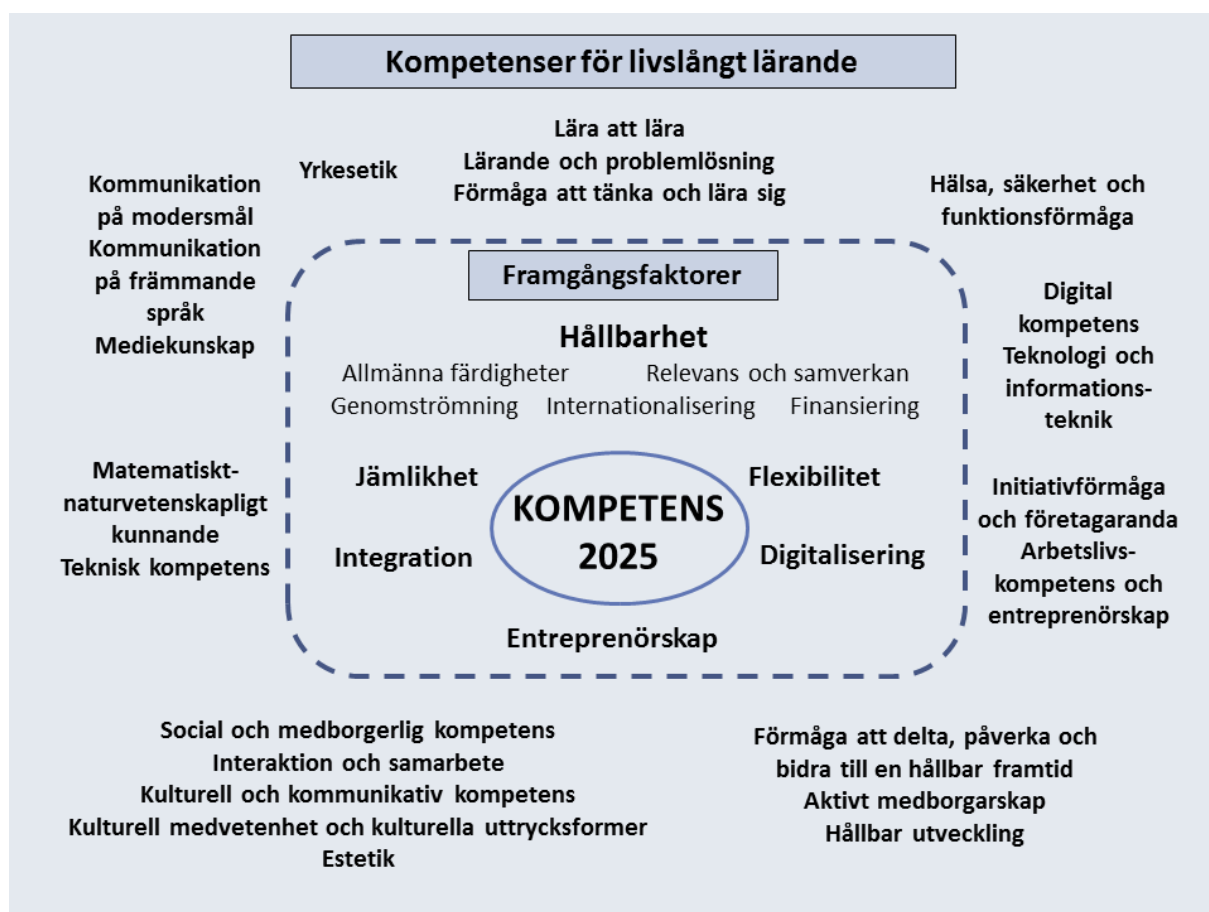 Kompetenser för livslångt lärande
Lära att lära
Lärande och problemlösning
Förmåga att tänka och lära sig
Yrkesetik
Kommunikation
på modersmål
Kommunikation
på främmande
språk
Mediekunskap
Hälsa, säkerhet och
funktionsförmåga
Framgångsfaktorer
Hållbarhet
Allmänna färdigheter Relevans och samverkan
Genomströmning Internationalisering Finansiering
Jämlikhet
Flexibilitet
KOMPETENS
2025
Integration
Digitalisering
Entreprenörskap
Digital
kompetens
Teknologi och
informations-
teknik
Matematiskt-
naturvetenskapligt
kunnande
Teknisk kompetens
Initiativförmåga
och företagaranda
Arbetslivs-
kompetens och
entreprenörskap
Social och medborgerlig kompetens
Interaktion och samarbete
Kulturell och kommunikativ kompetens
Kulturell medvetenhet och kulturella uttrycksformer
Estetik
Förmåga att delta, påverka och
bidra till en hållbar framtid
Aktivt medborgarskap
Hållbar utveckling